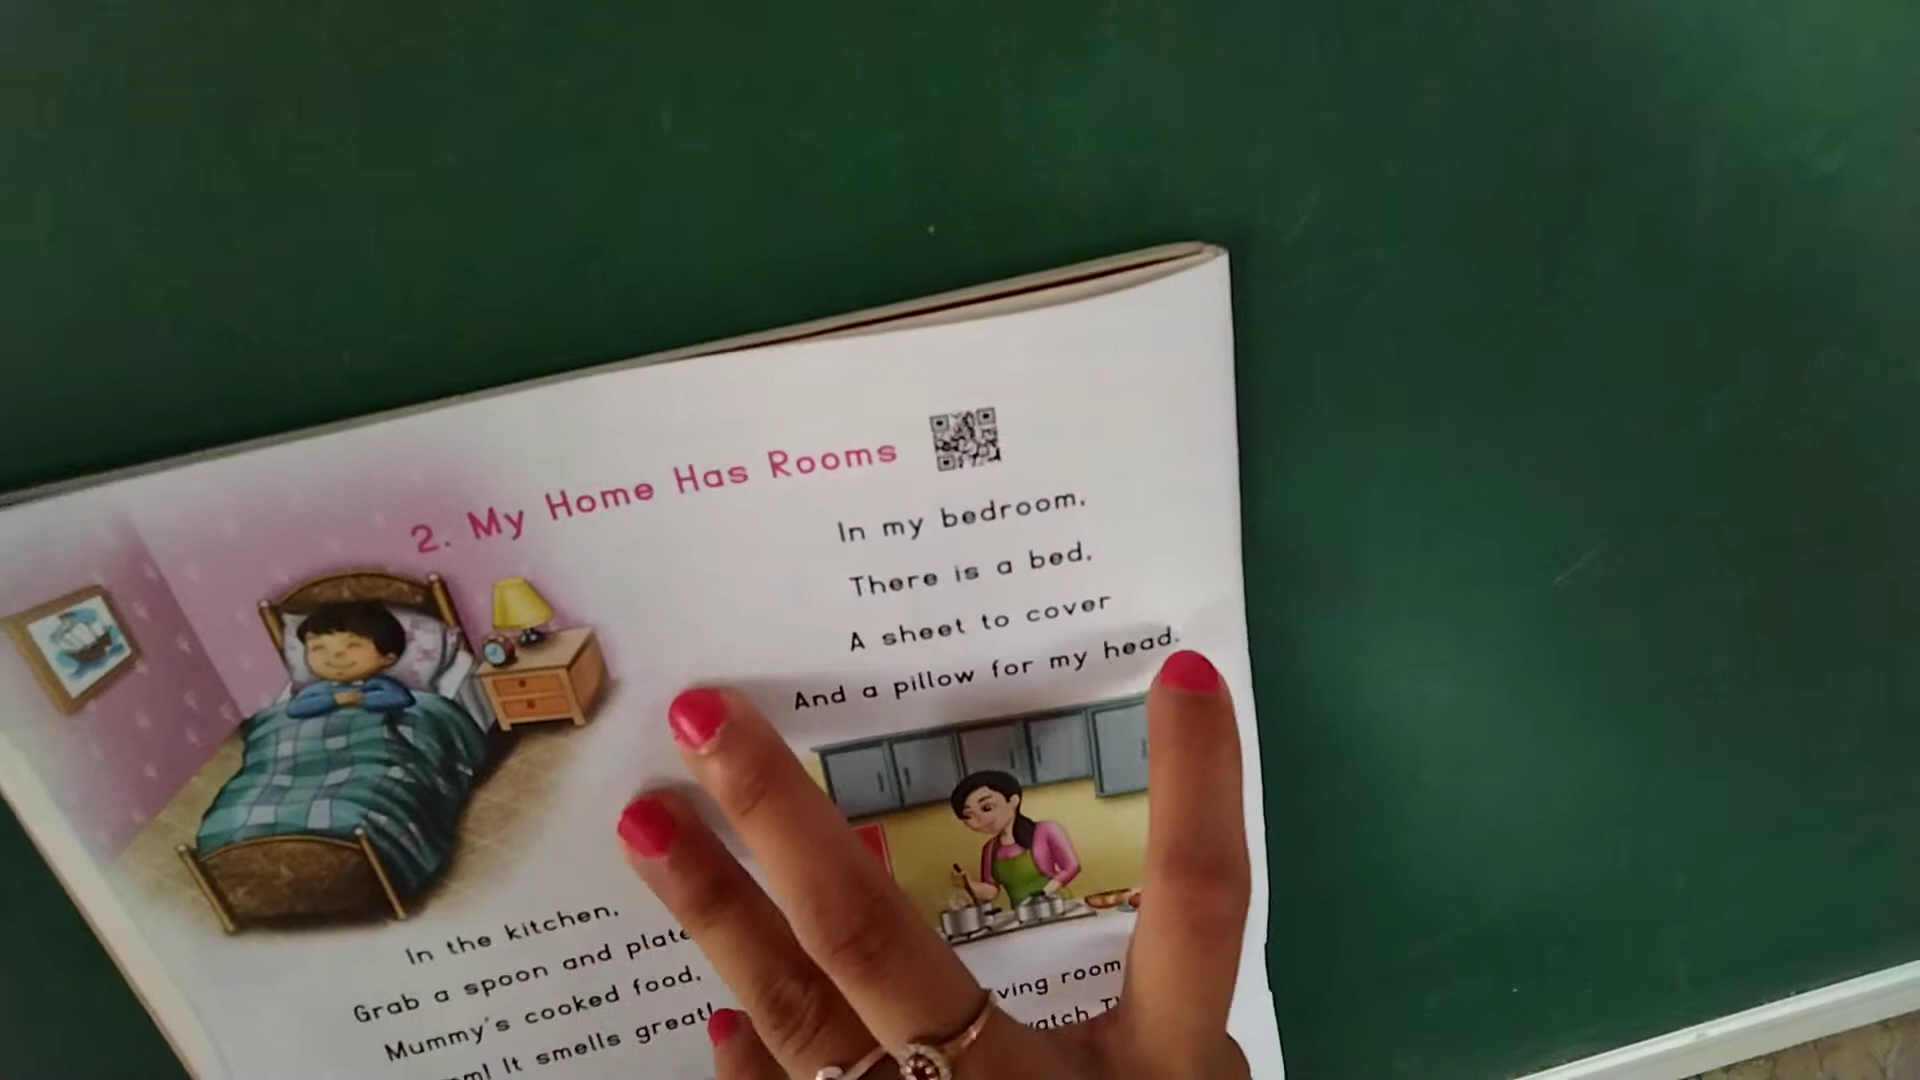 2. My Home Has Rooms
In my bedroom,
There is a bed,
A sheet to cover
And a pillow for my head.
In the kitchen,
Grab a spoon and plate
Mummy's cooked food,
It smells great!
room
watch